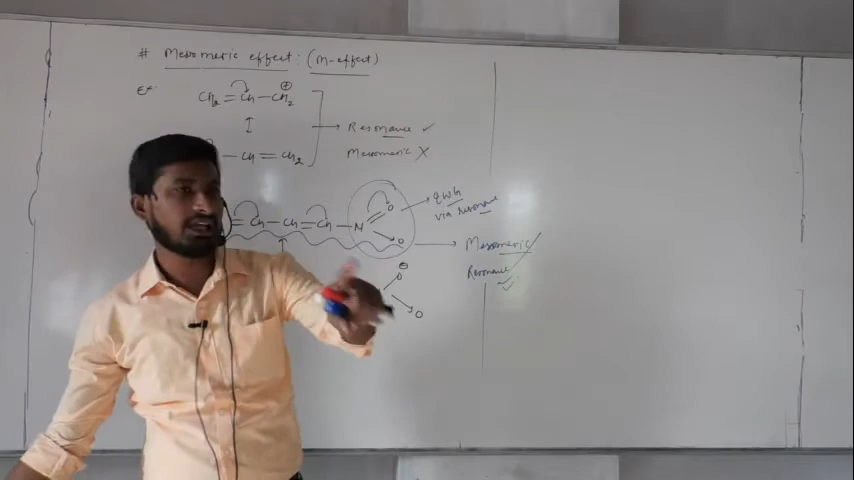 # Mesomeric effect: (M-effect)
Ex:
CH₂=CH–CH₂
⊕
Resonance ✓
Mesomeric ✗
–CH=CH₂
=CH–CH=CH–N
O
O
EWG
via resonance
Mesomeric
Resonance
⊖
O
O